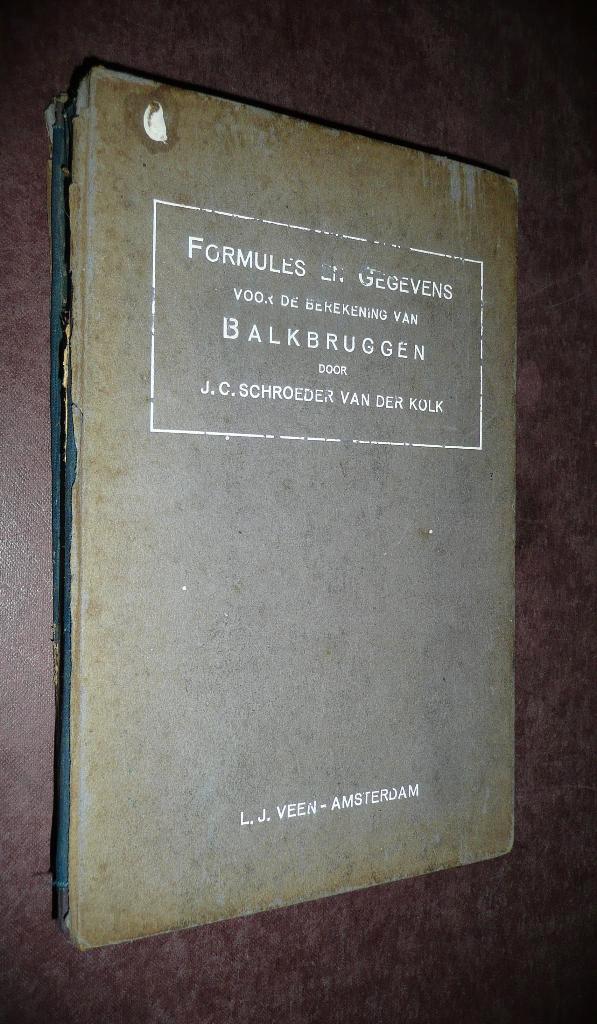 FORMULES EN GEGEVENS
VOOR DE BEREKENING VAN
BALKBRUGGEN
DOOR
J. C. SCHROEDER VAN DER KOLK
L. J. VEEN - AMSTERDAM